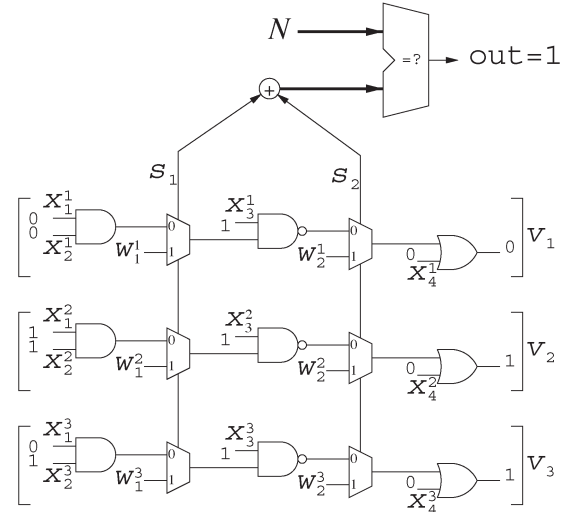 N
=?
out=1
+
S₁ S₂
X₁¹ 0 0 X₂¹ W₁¹ 0 1 X₃¹ 1 W₂¹ 0 1 0 X₄¹ 0 V₁
X₁² 1 1 X₂² W₁² 0 1 X₃² 1 W₂² 0 1 0 X₄² 1 V₂
X₁³ 0 1 X₂³ W₁³ 0 1 X₃³ 1 W₂³ 0 1 0 X₄³ 1 V₃